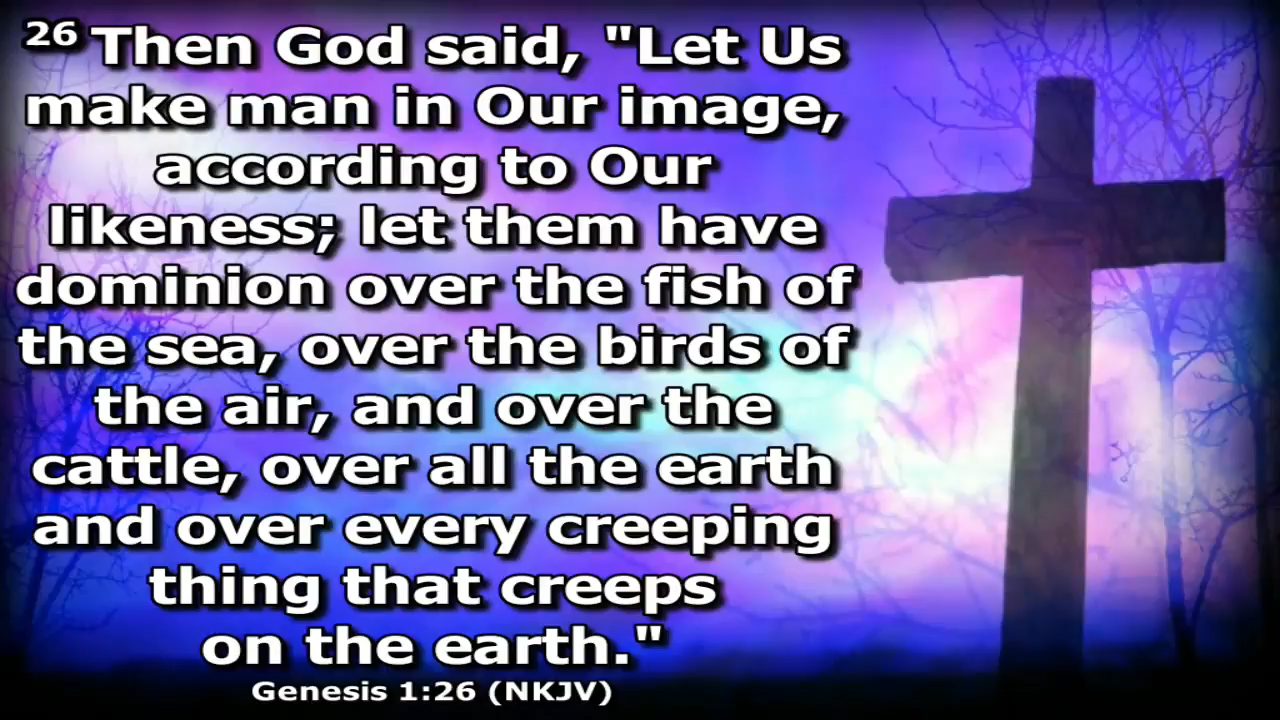 26 Then God said, "Let Us
make man in Our image,
according to Our
likeness; let them have
dominion over the fish of
the sea, over the birds of
the air, and over the
cattle, over all the earth
and over every creeping
thing that creeps
on the earth."
Genesis 1:26 (NKJV)